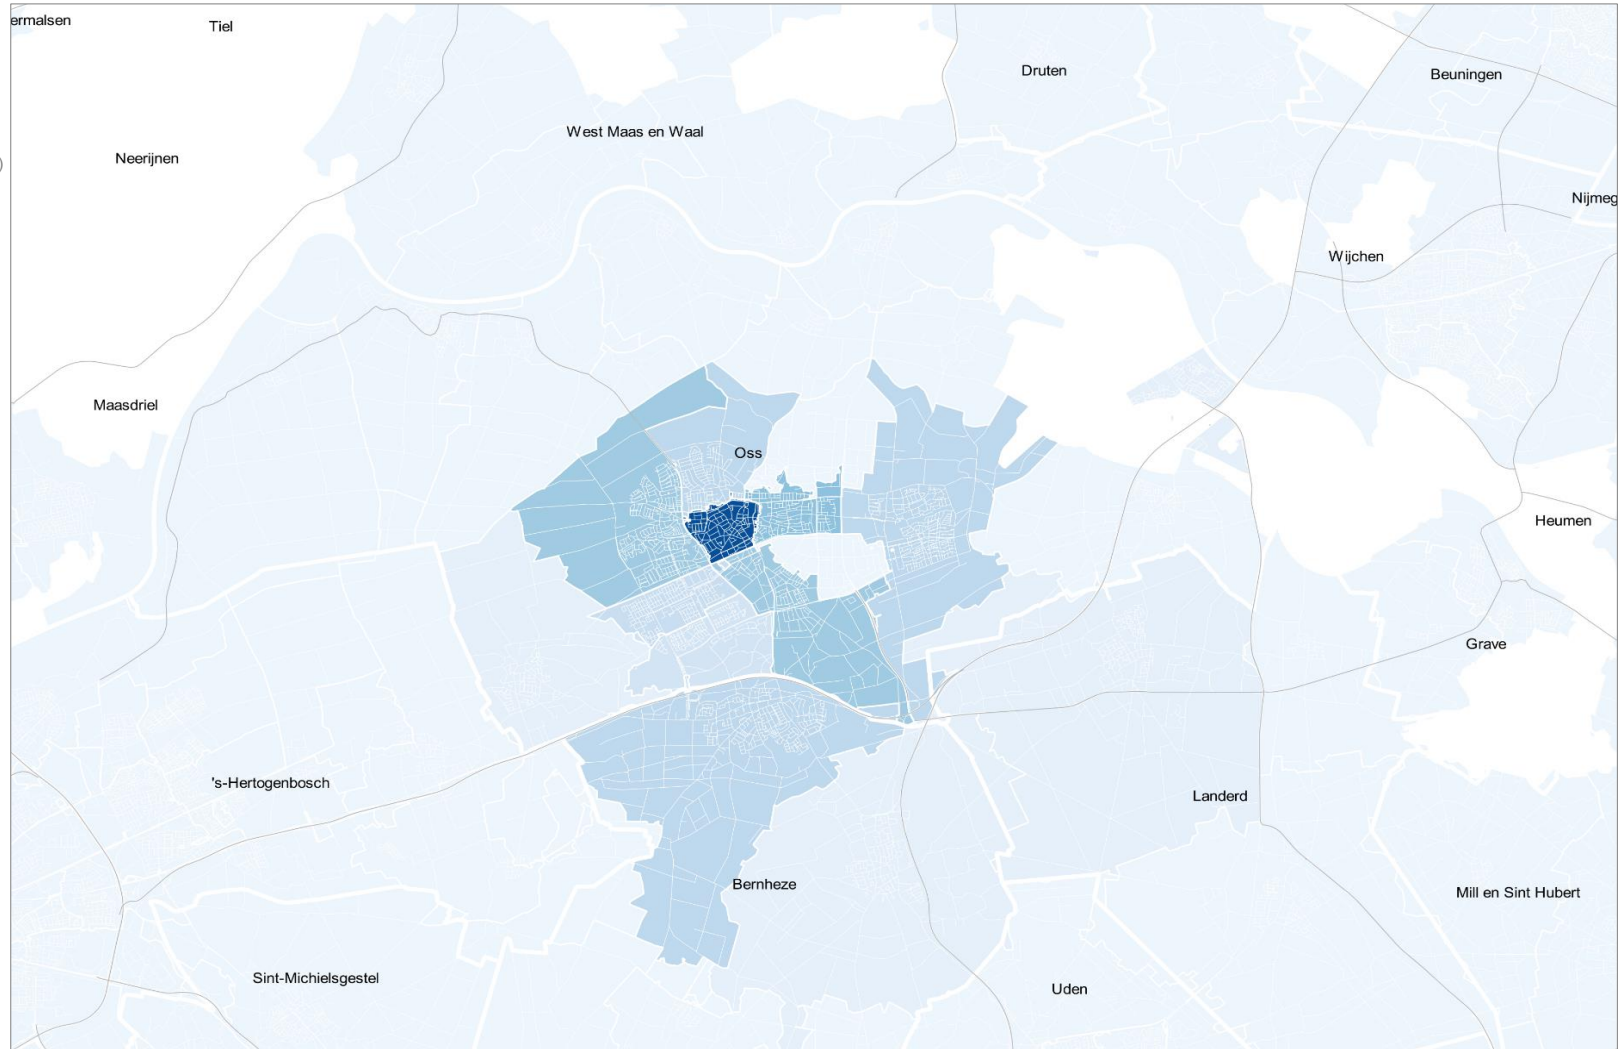 ermalsen
Tiel
Druten
Beuningen
West Maas en Waal
Neerijnen
)
Nijmeg
Wijchen
Maasdriel
Oss
Heumen
Grave
's-Hertogenbosch
Landerd
Bernheze
Mill en Sint Hubert
Sint-Michielsgestel
Uden